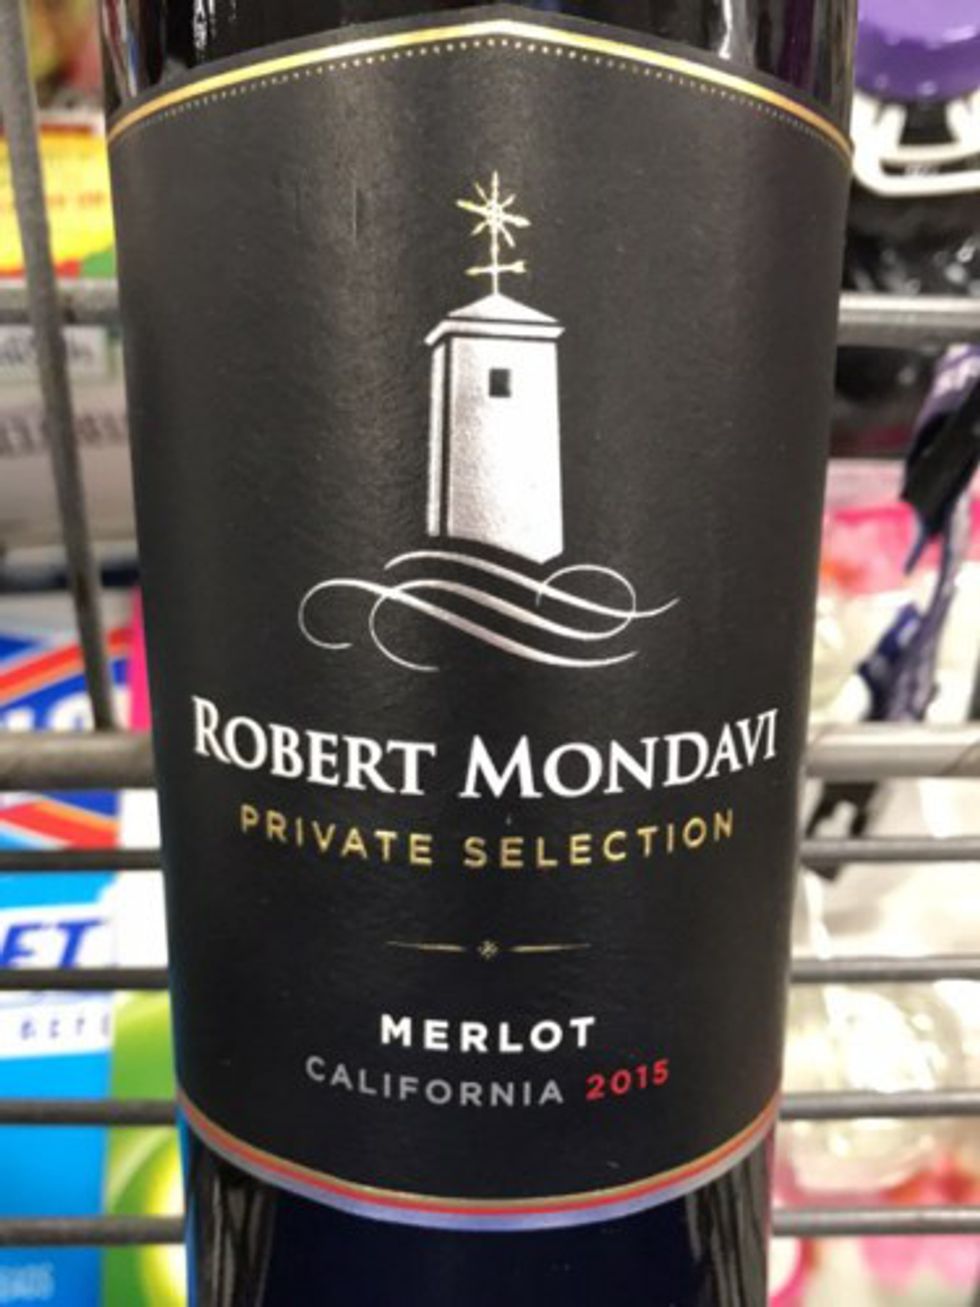 ROBERT MONDAVI
PRIVATE SELECTION
MERLOT
CALIFORNIA 2015